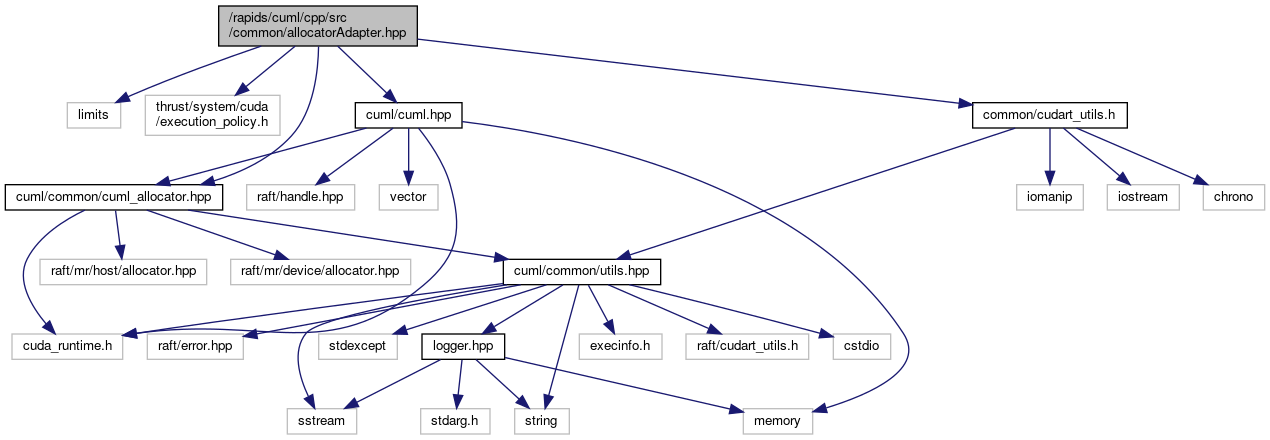 /rapids/cuml/cpp/src
/common/allocatorAdapter.hpp
limits
thrust/system/cuda
/execution_policy.h
cuml/cuml.hpp
common/cudart_utils.h
cuml/common/cuml_allocator.hpp
raft/handle.hpp
vector
iomanip
iostream
chrono
raft/mr/host/allocator.hpp
raft/mr/device/allocator.hpp
cuml/common/utils.hpp
cuda_runtime.h
raft/error.hpp
stdexcept
logger.hpp
execinfo.h
raft/cudart_utils.h
cstdio
sstream
stdarg.h
string
memory